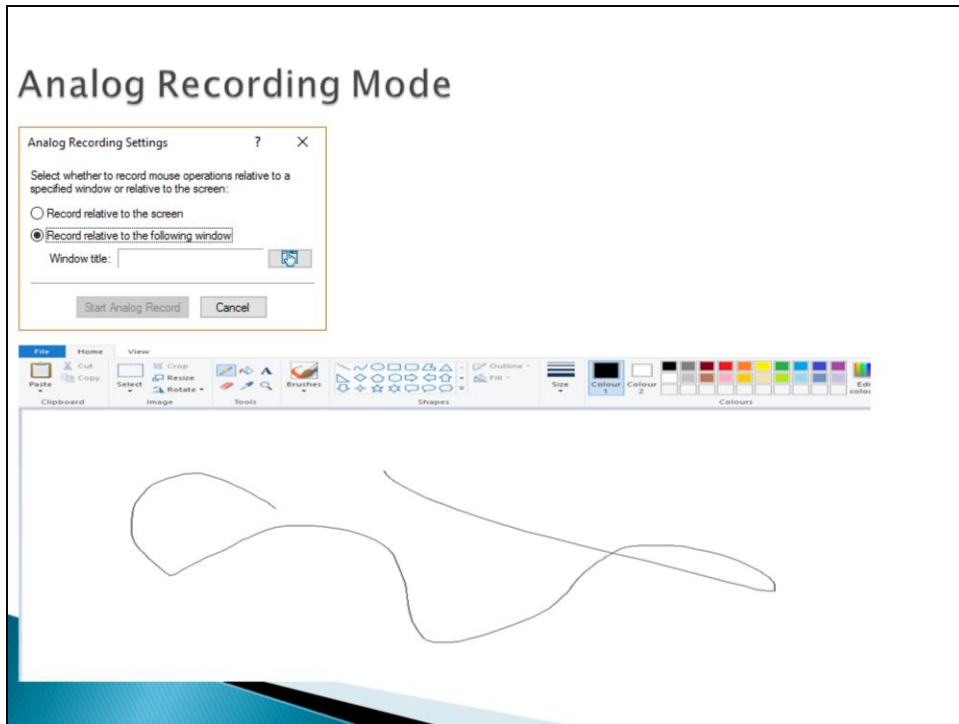 Analog Recording Mode
Analog Recording Settings ?
Select whether to record mouse operations relative to a
specified window or relative to the screen:
Record relative to the screen
Record relative to the following window
Window title:
Start Analog Record Cancel
File Home View
Paste Cut Copy Select Crop Resize Rotate Brushes Outline Fill Size Colour 1 Colour 2 Edi colou
Clipboard Image Tools Shapes Colours